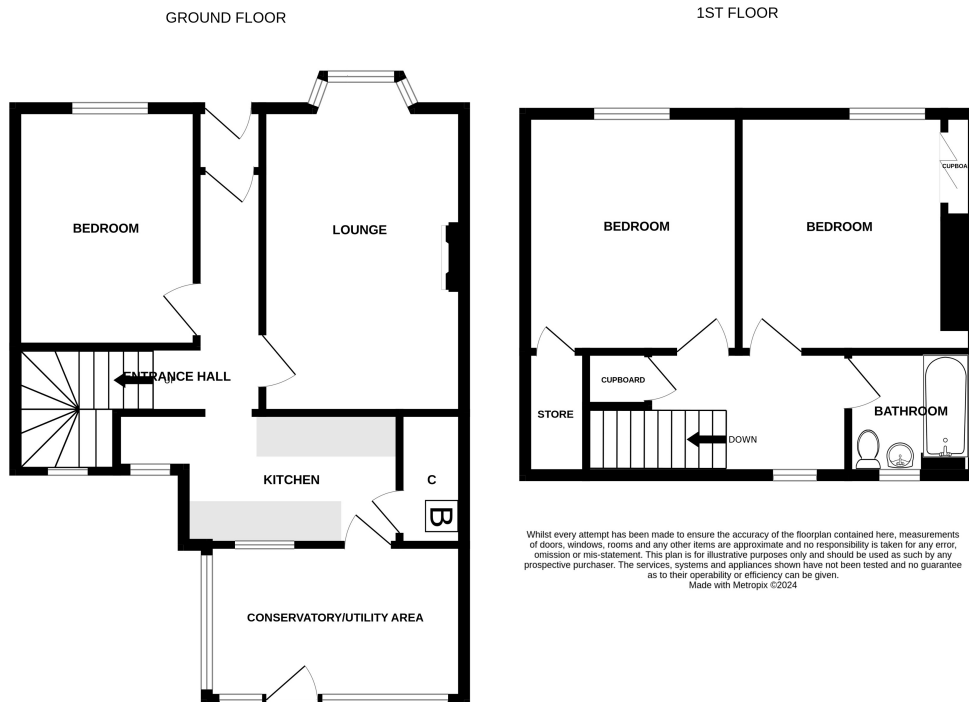 GROUND FLOOR
1ST FLOOR
BEDROOM
LOUNGE
ENTRANCE HALL
KITCHEN
C
B
CONSERVATORY/UTILITY AREA
BEDROOM
BEDROOM
CUPBOA
CUPBOARD
STORE
DOWN
BATHROOM
Whilst every attempt has been made to ensure the accuracy of the floorplan contained here, measurements
of doors, windows, rooms and any other items are approximate and no responsibility is taken for any error,
omission or mis-statement. This plan is for illustrative purposes only and should be used as such by any
prospective purchaser. The services, systems and appliances shown have not been tested and no guarantee
as to their operability or efficiency can be given.
Made with Metropix ©2024